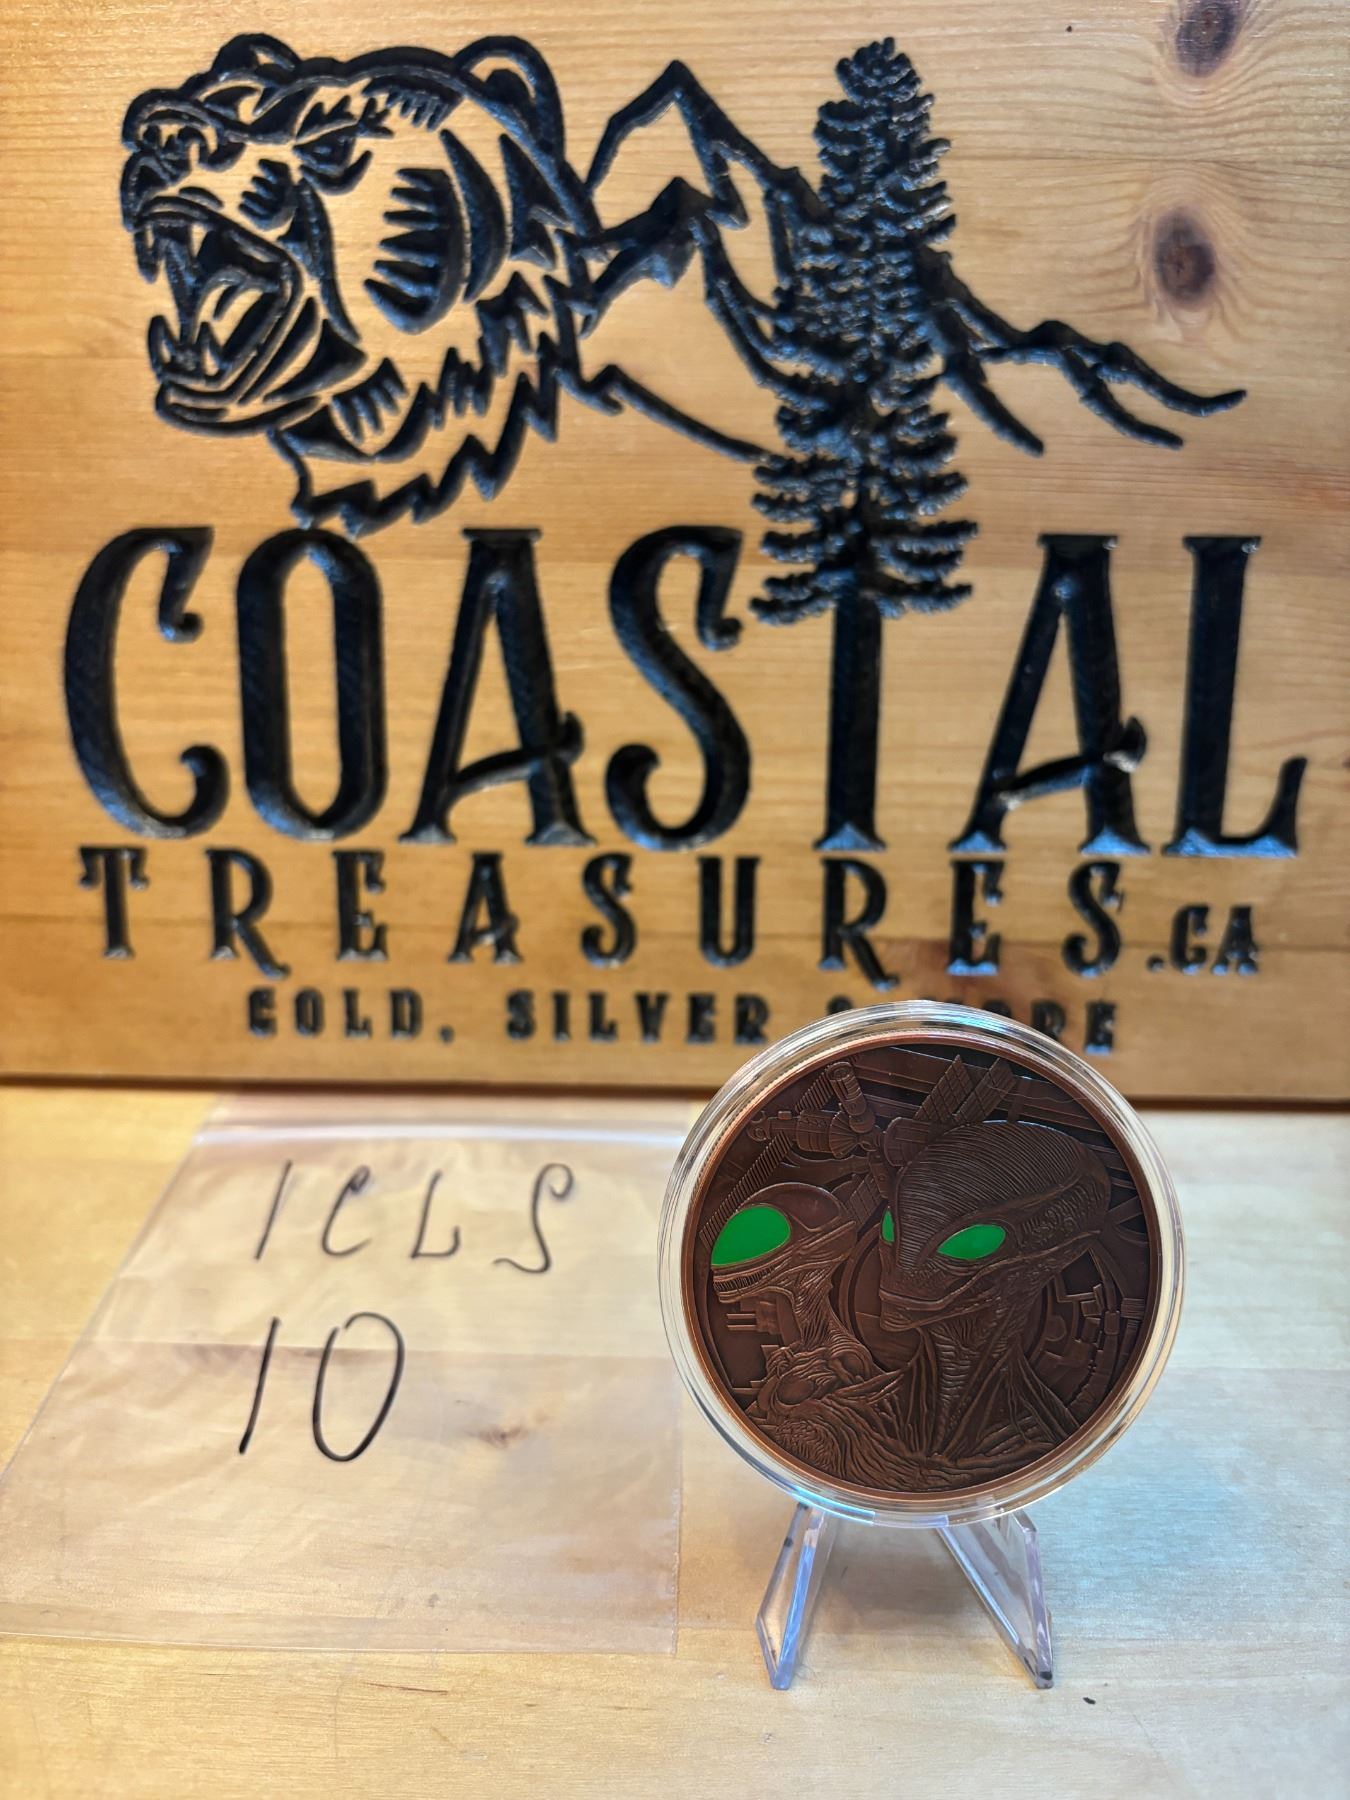 COASTAL
TREASURES.CA
GOLD, SILVER
ICLS
10